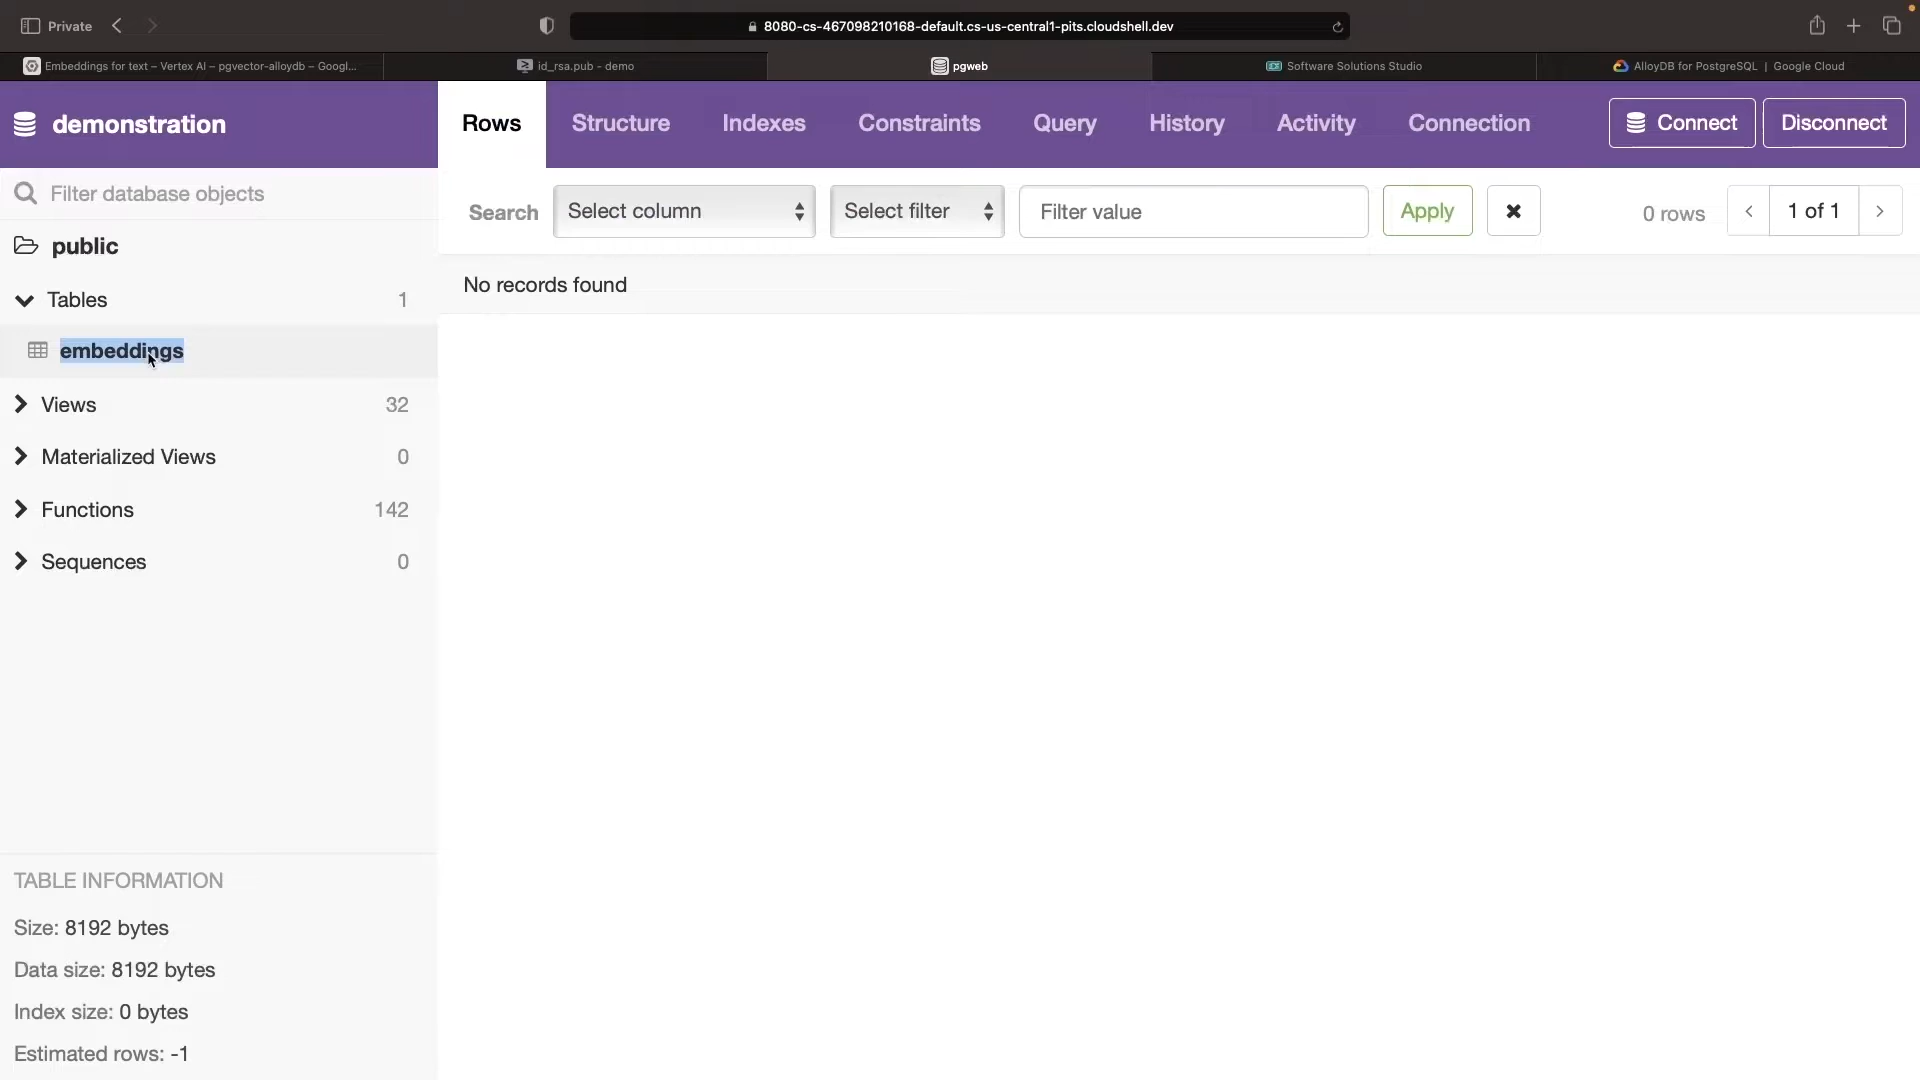 Private
8080-cs-467098210168-default.cs-us-central1-pits.cloudshell.dev
Embeddings for text – Vertex AI – pgvector-alloydb – Googl...
id_rsa.pub - demo
pgweb
Software Solutions Studio
AlloyDB for PostgreSQL | Google Cloud
demonstration
Rows Structure Indexes Constraints Query History Activity Connection Connect Disconnect
Filter database objects
Search Select column Select filter Filter value Apply 0 rows 1 of 1
public
No records found
Tables 1
embeddings
Views 32
Materialized Views 0
Functions 142
Sequences 0
TABLE INFORMATION
Size: 8192 bytes
Data size: 8192 bytes
Index size: 0 bytes
Estimated rows: -1